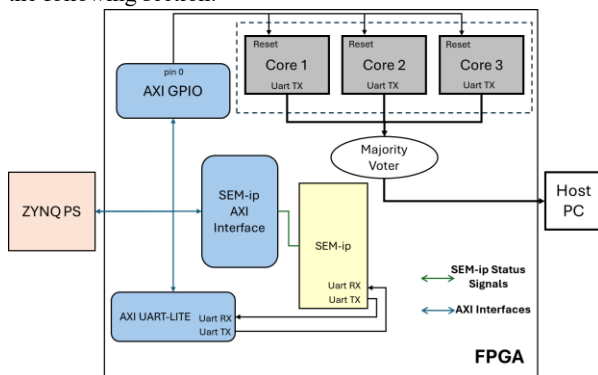 the following section.
pin 0
AXI GPIO
Reset
Core 1
Uart TX
Reset
Core 2
Uart TX
Reset
Core 3
Uart TX
Majority
Voter
ZYNQ PS
SEM-ip
AXI
Interface
SEM-ip
Uart RX
Uart TX
Host
PC
AXI UART-LITE
Uart RX
Uart TX
SEM-ip Status
Signals
AXI Interfaces
FPGA